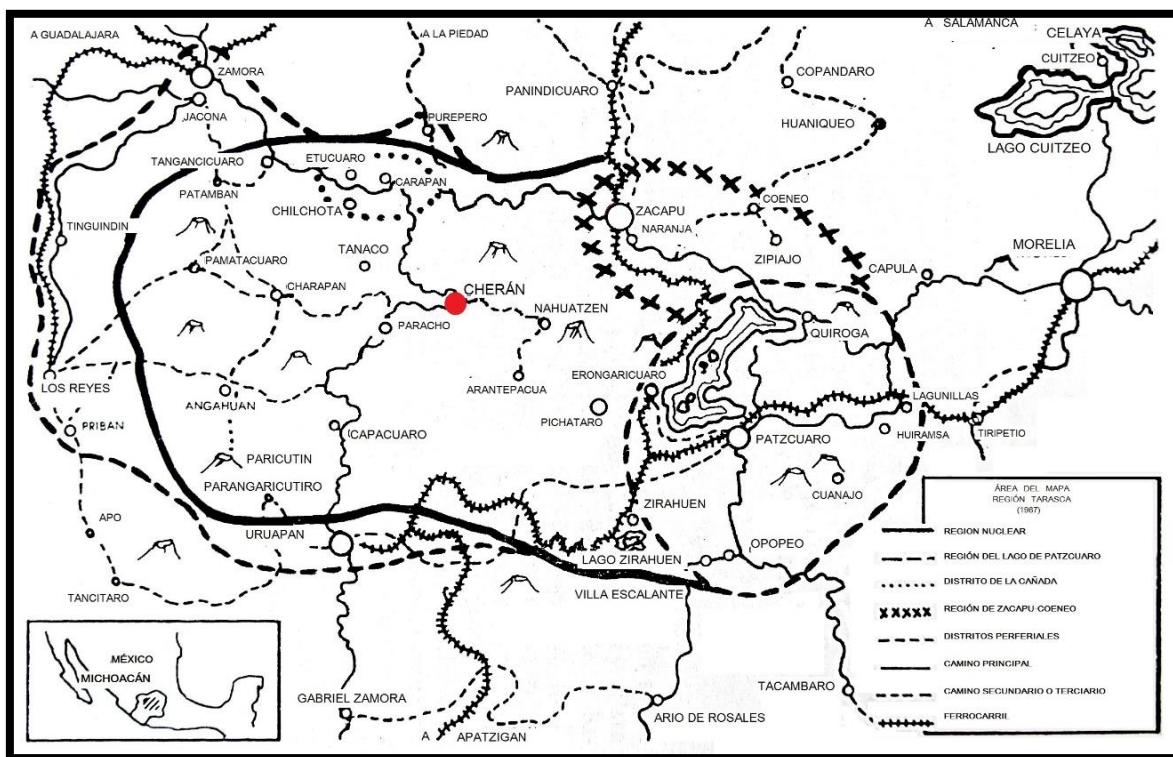 A SALAMANCA
CELAYA
CUITZEO
A GUADALAJARA
A LA PIEDAD
ZAMORA
COPANDARO
PANINDICUARO
JACONA
PUREPERO
HUANIQUEO
LAGO CUITZEO
TANGANCICUARO
ETUCUARO
CARAPAN
PATAMBAN
CHILCHOTA
ZACAPU
COENEO
NARANJA
TINGUINDIN
TANACO
ZIPIAJO
MORELIA
PAMATACUARO
CAPULA
CHARAPAN
CHERÁN
NAHUATZEN
PARACHO
QUIROGA
ERONGARICUARO
LOS REYES
ARANTEPACUA
ANGAHUAN
LAGUNILLAS
PICHATARO
PRIBAN
CAPACUARO
PATZCUARO
HUIRAMSA
TIRIPETIO
PARICUTIN
PARANGARICUTIRO
CUANAJO
ZIRAHUEN
APO
URUAPAN
LAGO ZIRAHUEN
OPOPEO
TANCITARO
VILLA ESCALANTE
GABRIEL ZAMORA
TACAMBARO
ARIO DE ROSALES
A APATZIGAN
MÉXICO
MICHOACÁN
ÁREA DEL MAPA
REGIÓN TARASCA
(1967)
REGION NUCLEAR
REGIÓN DEL LAGO DE PATZCUARO
DISTRITO DE LA CAÑADA
REGIÓN DE ZACAPU-COENEO
DISTRITOS PERFERIALES
CAMINO PRINCIPAL
CAMINO SECUNDARIO O TERCIARIO
FERROCARRIL